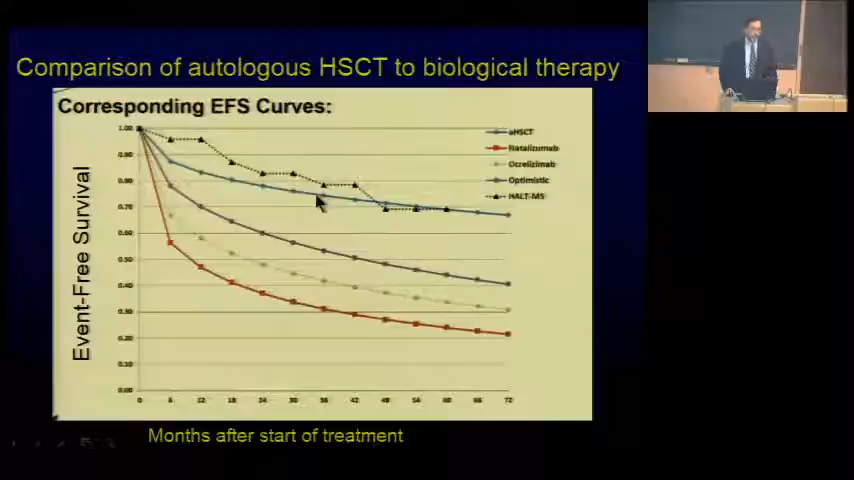 Comparison of autologous HSCT to biological therapy
Corresponding EFS Curves:
Event-Free Survival
1.00
0.90
0.80
0.70
0.60
0.50
0.40
0.30
0.20
0.10
0.00
0 6 12 18 24 30 36 42 48 54 60 66 72
aHSCT
Natalizumab
Ocrelizimab
Optimistic
HALT-MS
Months after start of treatment